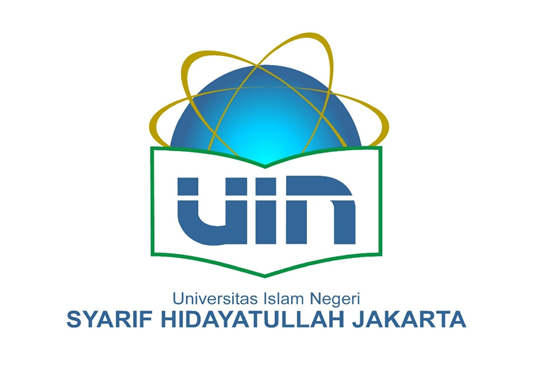 uin
Universitas Islam Negeri
SYARIF HIDAYATULLAH JAKARTA